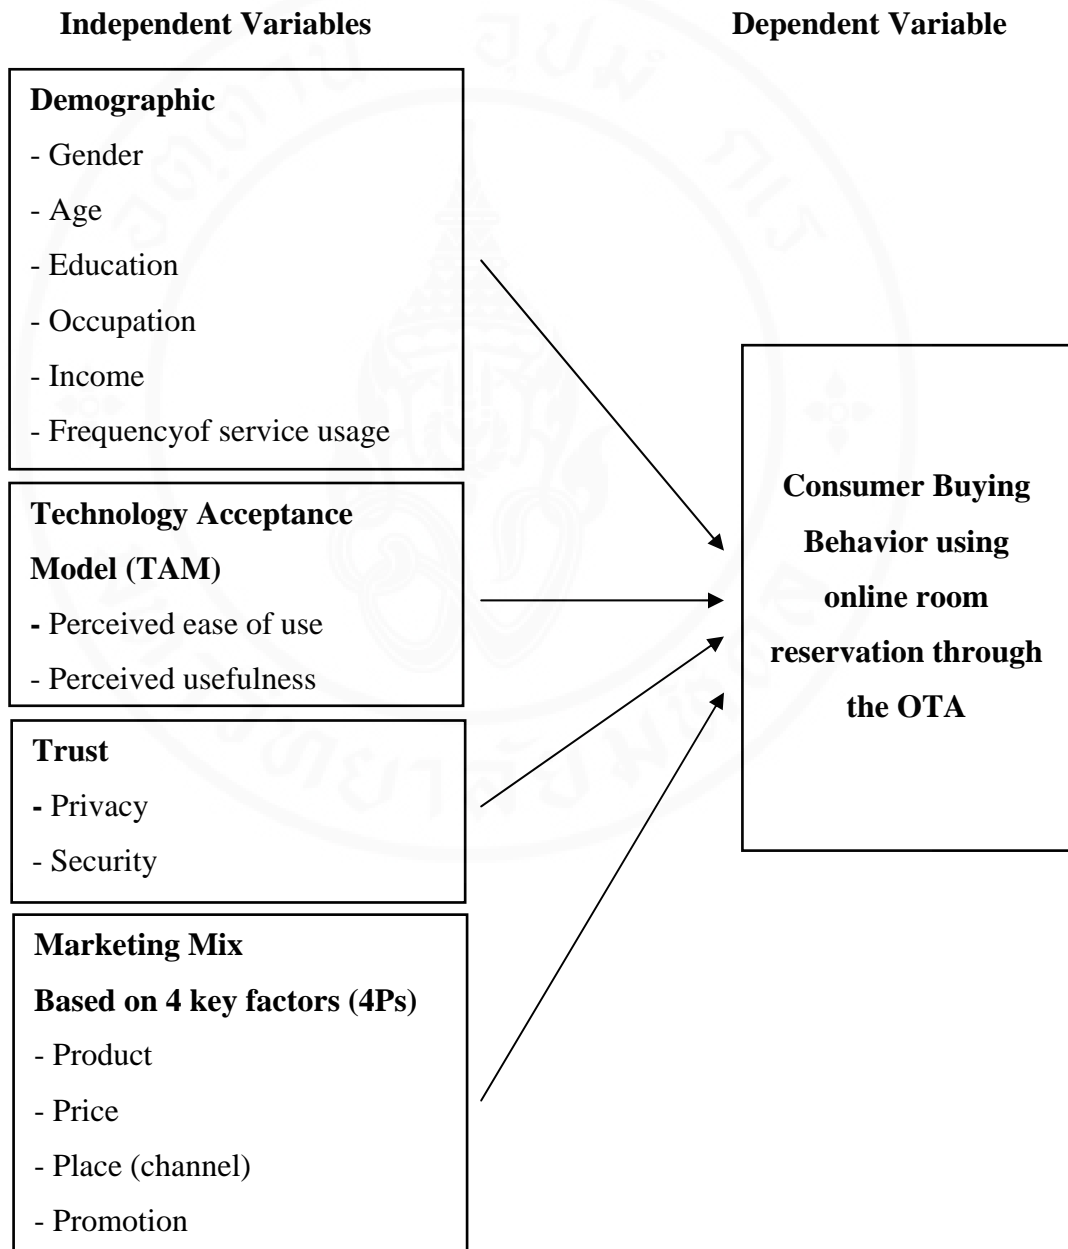 Independent Variables
Dependent Variable
Demographic
- Gender
- Age
- Education
- Occupation
- Income
- Frequencyof service usage
Technology Acceptance
Model (TAM)
- Perceived ease of use
- Perceived usefulness
Trust
- Privacy
- Security
Marketing Mix
Based on 4 key factors (4Ps)
- Product
- Price
- Place (channel)
- Promotion
Consumer Buying
Behavior using
online room
reservation through
the OTA